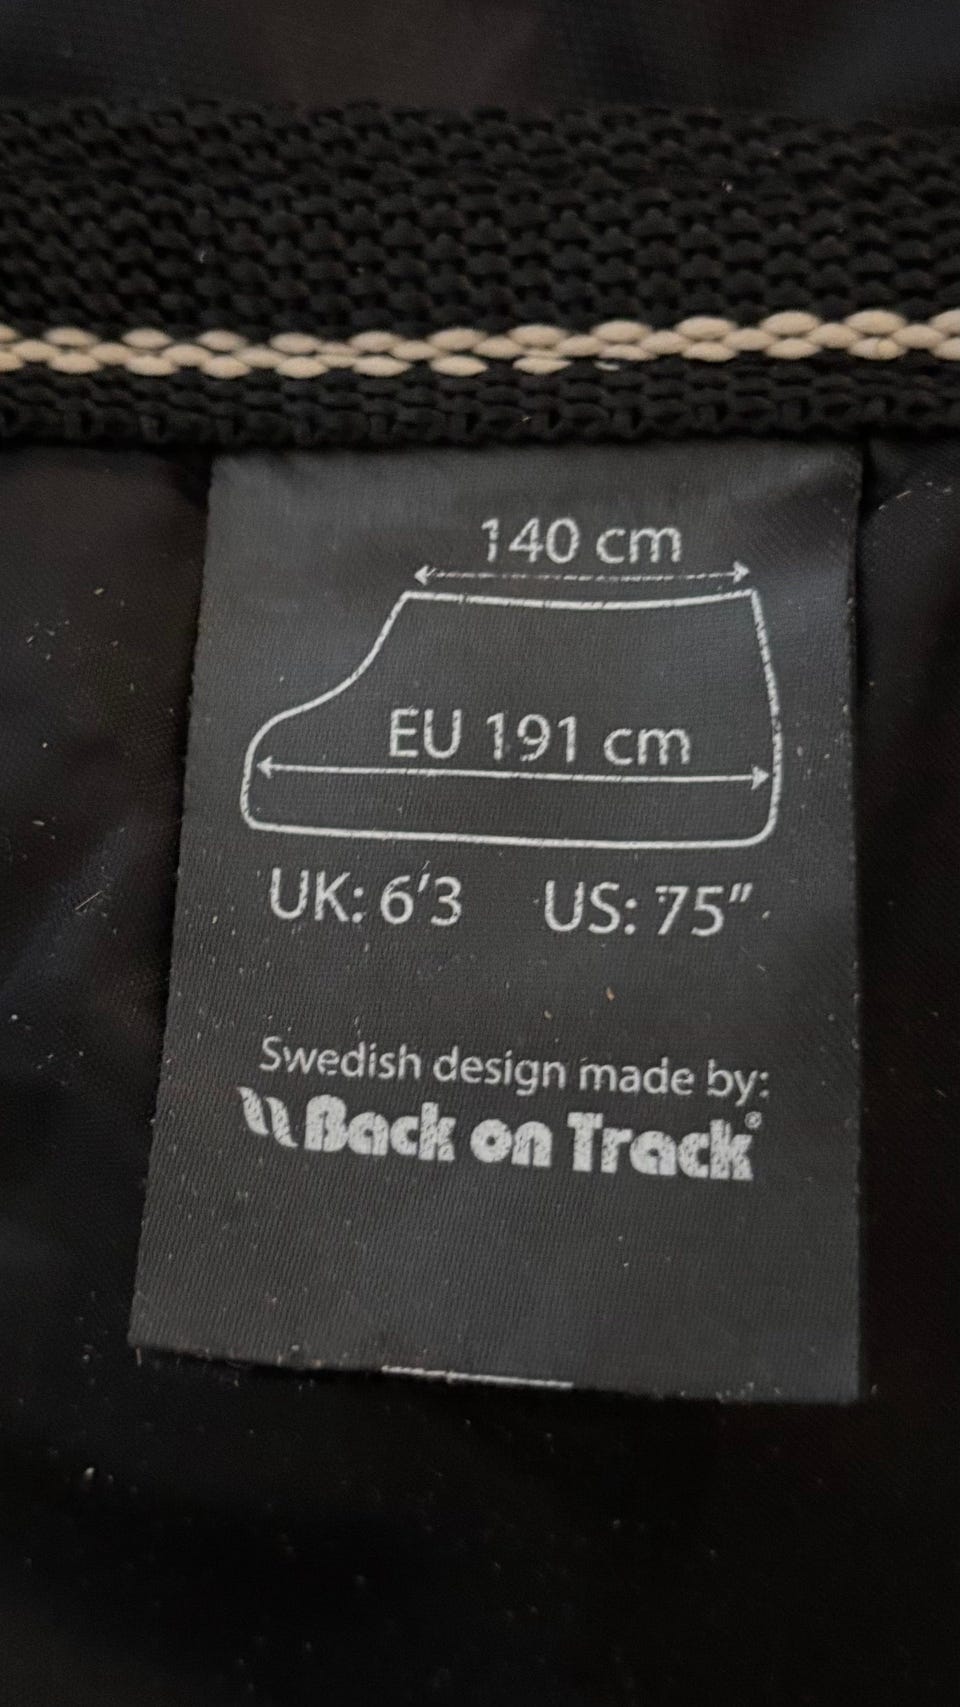 140 cm
EU 191 cm
UK: 6'3 US: 75"
Swedish design made by:
Back on Track®